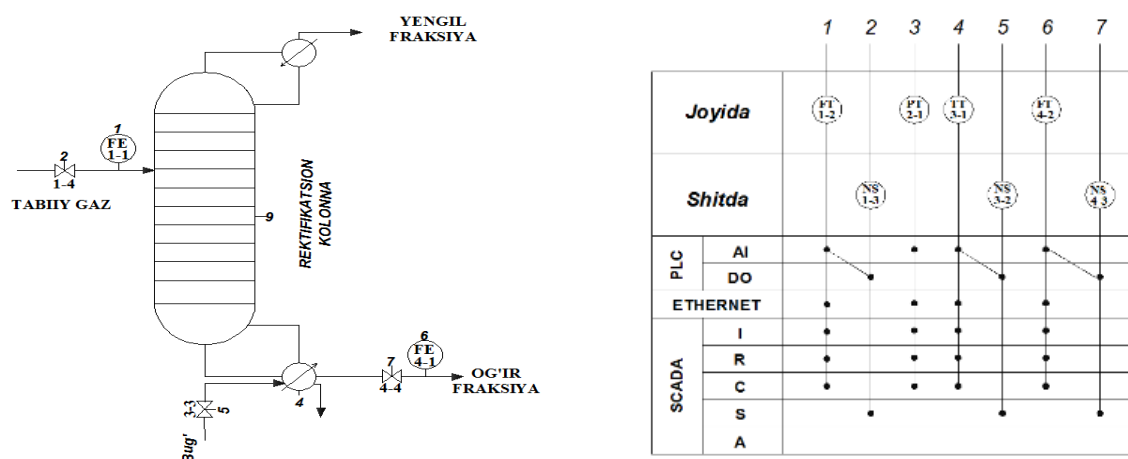 YENGIL
FRAKSIYA
1
FE
1-1
2
1-4
TABIIY GAZ
9
REKTIFIKATSION
KOLONNA
6
FE
4-1
7
4-4
OG'IR
FRAKSIYA
4
3-3
5
Bug'
1 2 3 4 5 6 7
Joyida
FT
1-2
PT
2-1
TT
3-1
FT
4-2
Shitda
NS
1-3
NS
3-2
NS
4-3
PLC
AI
DO
ETHERNET
SCADA
I
R
C
S
A